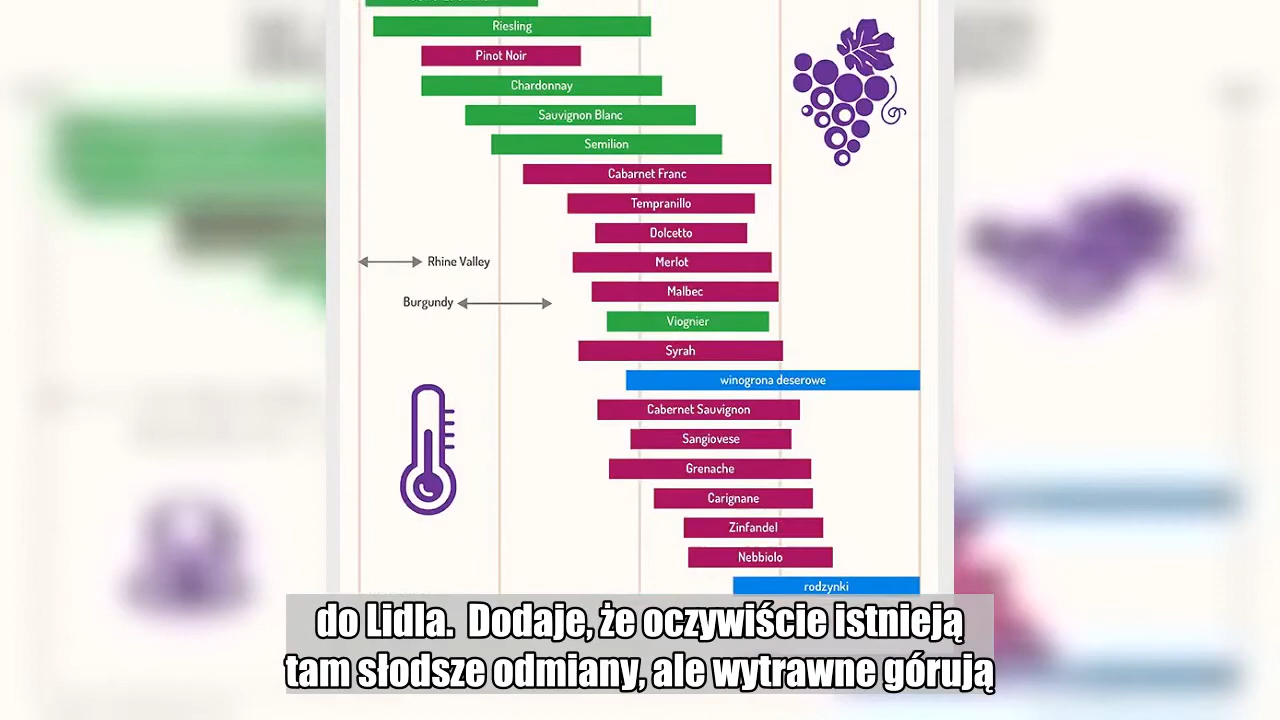 Riesling
Pinot Noir
Chardonnay
Sauvignon Blanc
Semilion
Cabarnet Franc
Tempranillo
Dolcetto
Rhine Valley
Merlot
Malbec
Burgundy
Viognier
Syrah
winogrona deserowe
Cabernet Sauvignon
Sangiovese
Grenache
Carignane
Zinfandel
Nebbiolo
rodzynki
do Lidla. Dodaje, że oczywiście istnieją
tam słodsze odmiany, ale wytrawne górują